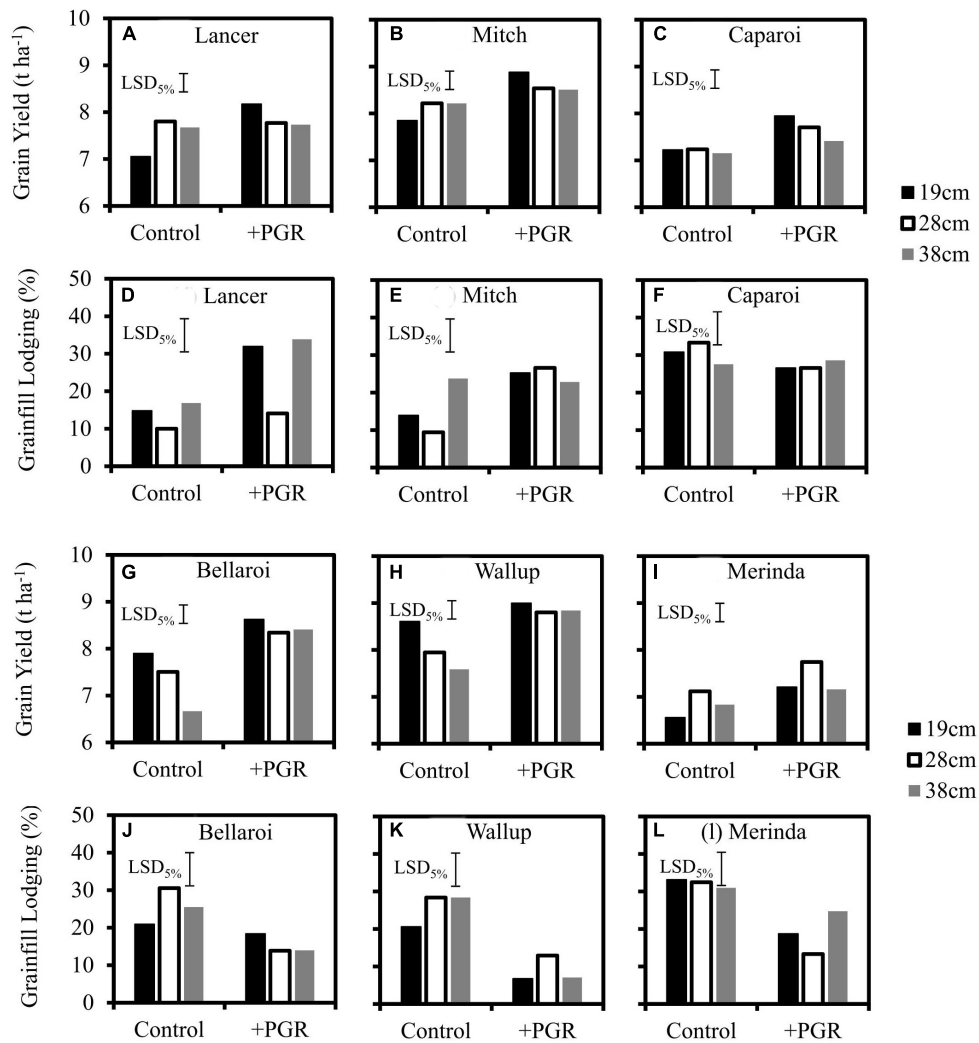 Grain Yield (t ha⁻¹)
10
9
8
7
6
A Lancer
LSD5%
Control +PGR
B Mitch
LSD5%
Control +PGR
C Caparoi
LSD5%
Control +PGR
19cm
28cm
38cm
Grainfill Lodging (%)
50
40
30
20
10
0
D Lancer
LSD5%
Control +PGR
E Mitch
LSD5%
Control +PGR
F Caparoi
LSD5%
Control +PGR
Grain Yield (t ha⁻¹)
10
9
8
7
6
G Bellaroi
LSD5%
Control +PGR
H Wallup
LSD5%
Control +PGR
I Merinda
LSD5%
Control +PGR
19cm
28cm
38cm
Grainfill Lodging (%)
50
40
30
20
10
0
J Bellaroi
LSD5%
Control +PGR
K Wallup
LSD5%
Control +PGR
L (l) Merinda
LSD5%
Control +PGR